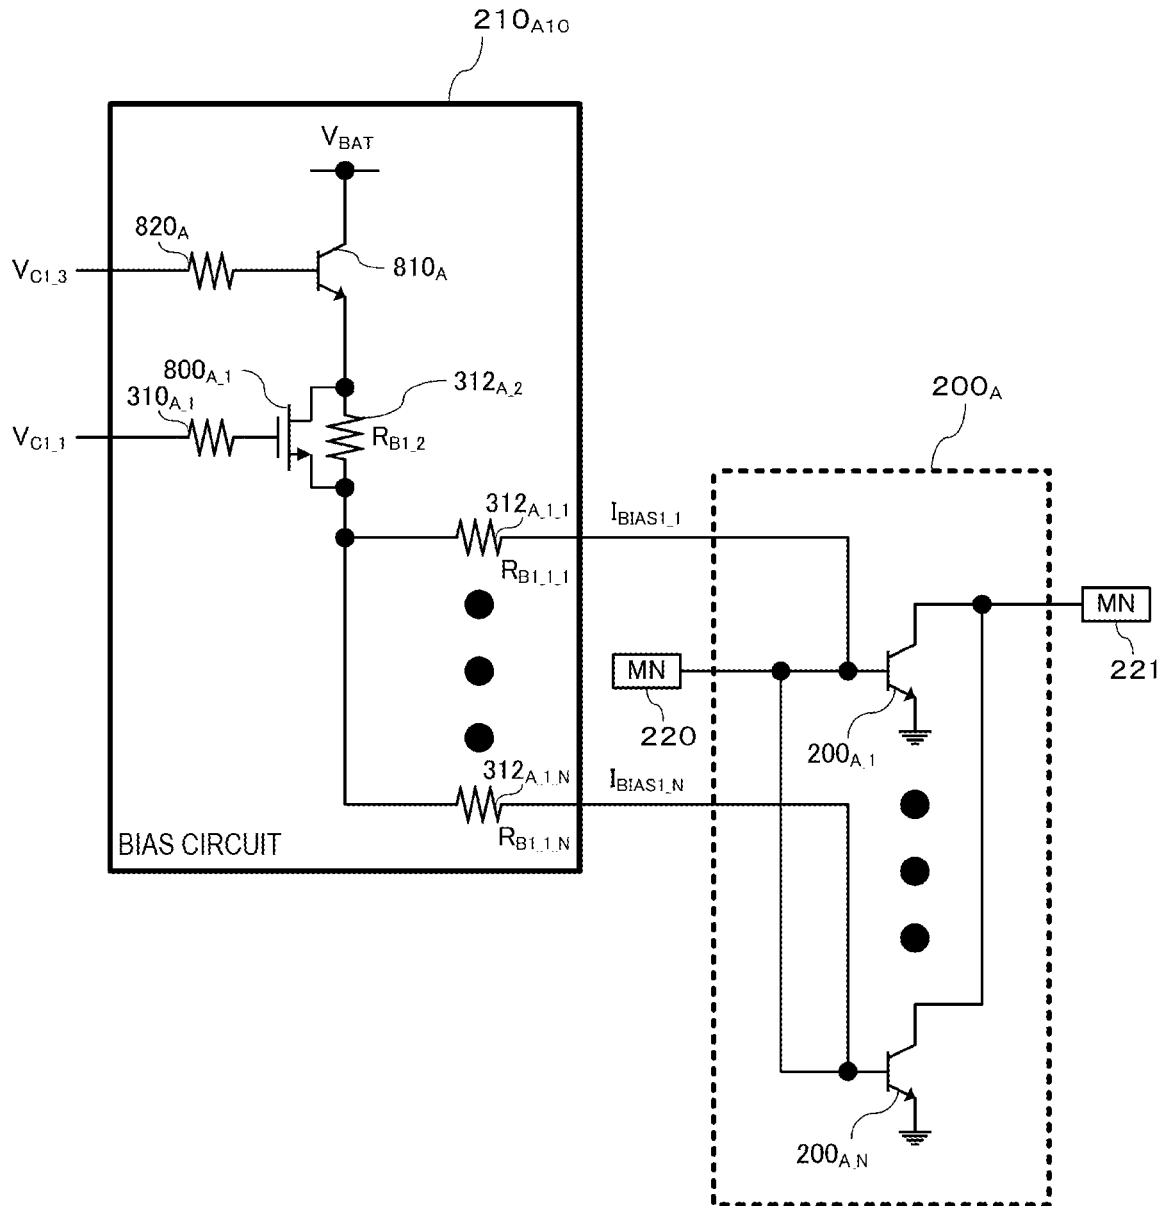 210A10
VBAT
820A
VC1_3
810A
800A_1
312A_2
310A_1
200A
VC1_1
RB1_2
312A_1_1
IBIAS1_1
RB1_1_1
MN
MN
221
220
200A_1
312A_1_N
IBIAS1_N
RB1_1_N
BIAS CIRCUIT
200A_N